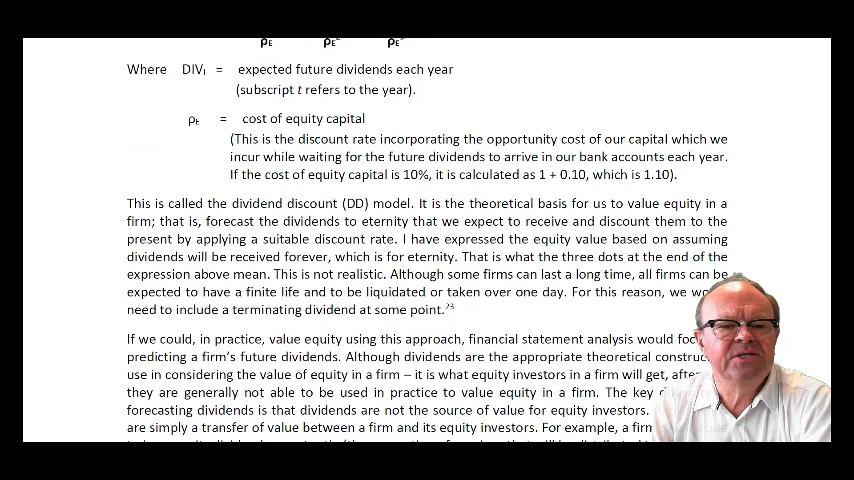 ρE ρE² ρE³
Where DIVt = expected future dividends each year
(subscript t refers to the year).
ρE = cost of equity capital
(This is the discount rate incorporating the opportunity cost of our capital which we
incur while waiting for the future dividends to arrive in our bank accounts each year.
If the cost of equity capital is 10%, it is calculated as 1 + 0.10, which is 1.10).
This is called the dividend discount (DD) model. It is the theoretical basis for us to value equity in a
firm; that is, forecast the dividends to eternity that we expect to receive and discount them to the
present by applying a suitable discount rate. I have expressed the equity value based on assuming
dividends will be received forever, which is for eternity. That is what the three dots at the end of the
expression above mean. This is not realistic. Although some firms can last a long time, all firms can be
expected to have a finite life and to be liquidated or taken over one day. For this reason, we wo
need to include a terminating dividend at some point.23
If we could, in practice, value equity using this approach, financial statement analysis would foc
predicting a firm's future dividends. Although dividends are the appropriate theoretical construc
use in considering the value of equity in a firm – it is what equity investors in a firm will get, after
they are generally not able to be used in practice to value equity in a firm. The key d
forecasting dividends is that dividends are not the source of value for equity investors.
are simply a transfer of value between a firm and its equity investors. For example, a firm